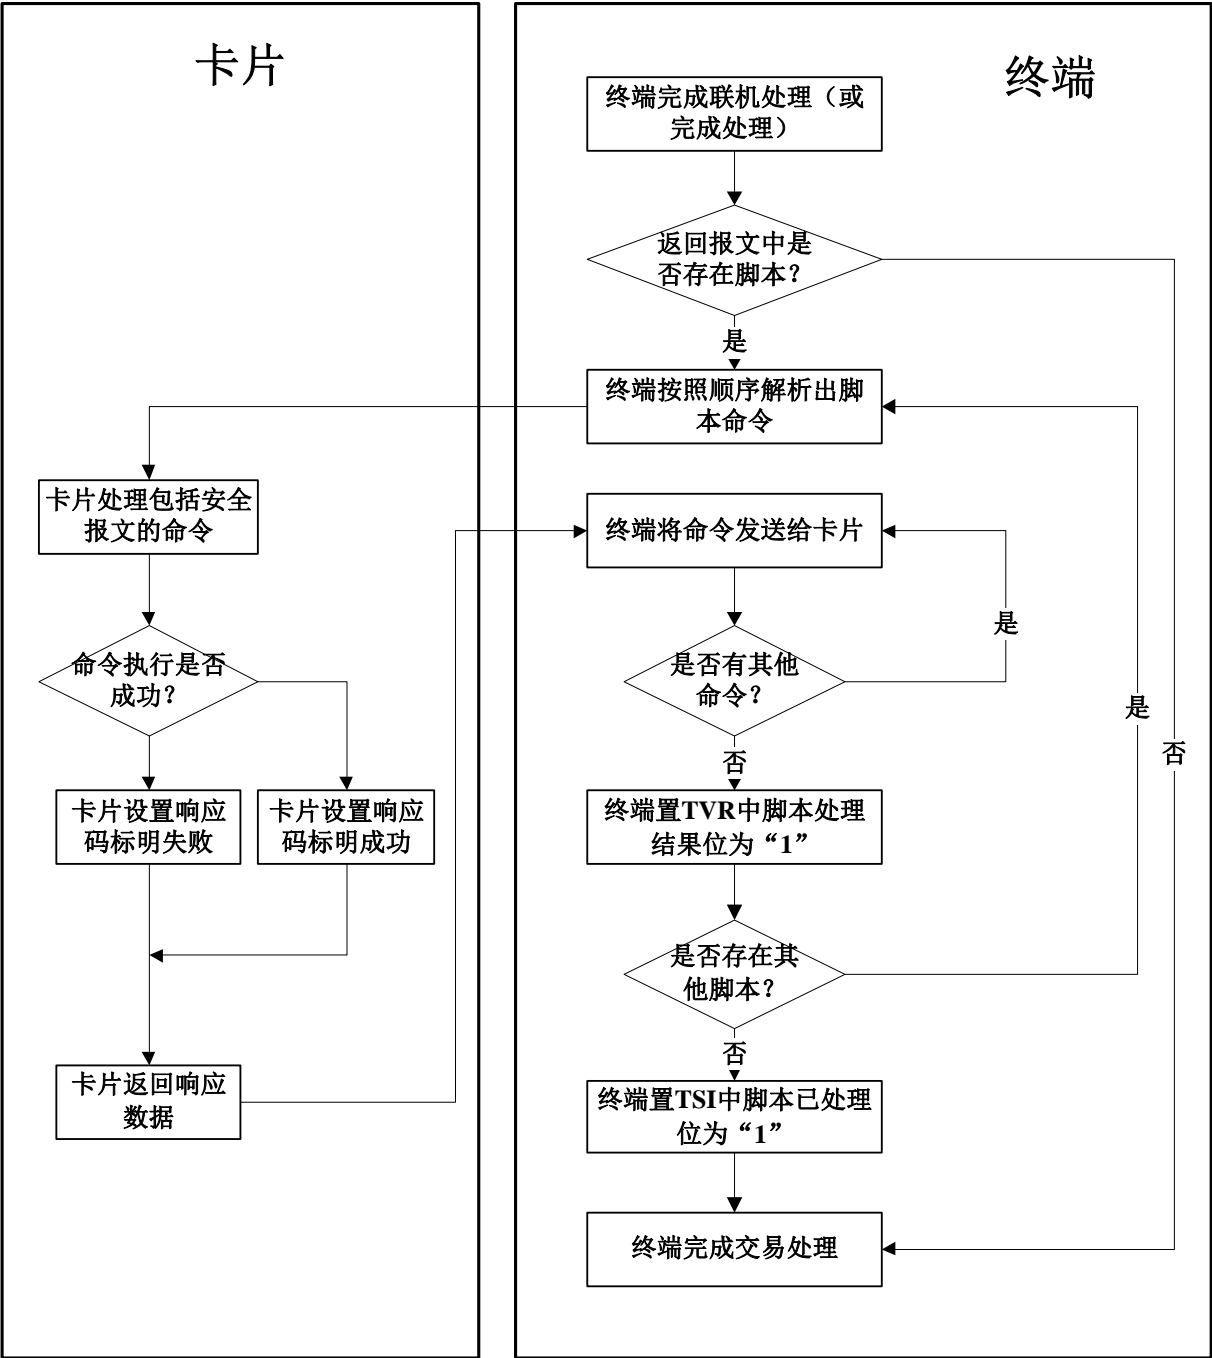 卡片
终端
终端完成联机处理（或
完成处理）
返回报文中是
否存在脚本？
是
终端按照顺序解析出脚
本命令
卡片处理包括安全
报文的命令
终端将命令发送给卡片
是
命令执行是否
成功？
是否有其他
命令？
是
否
否
卡片设置响应
码标明失败
卡片设置响应
码标明成功
终端置TVR中脚本处理
结果位为“1”
是否存在其
他脚本？
否
卡片返回响应
数据
终端置TSI中脚本已处理
位为“1”
终端完成交易处理